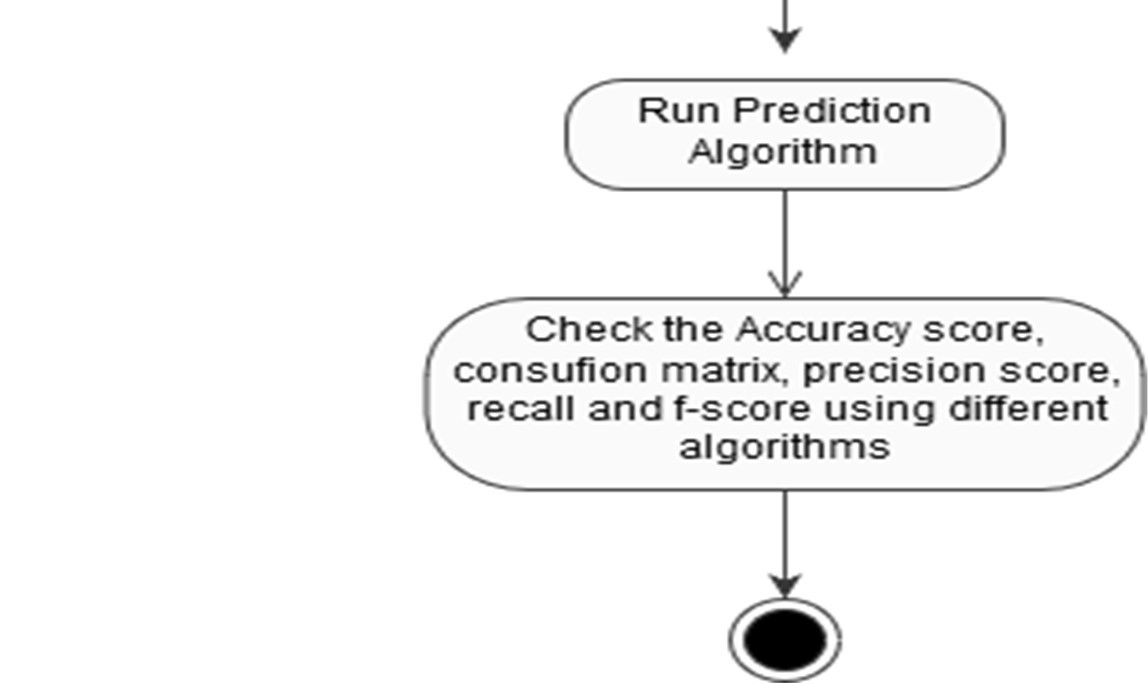 Run Prediction
Algorithm
Check the Accuracy score,
consufion matrix, precision score,
recall and f-score using different
algorithms